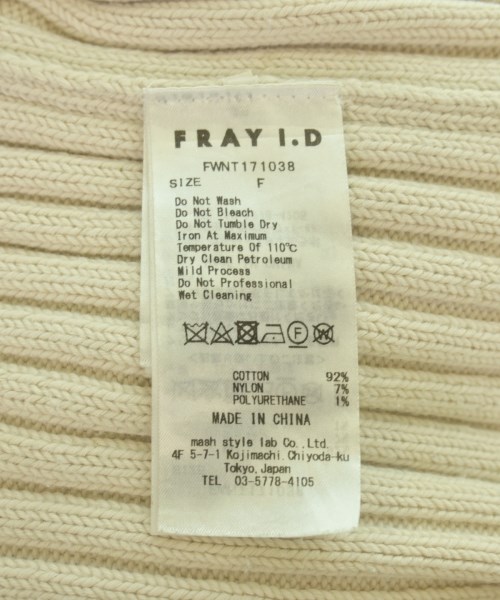 FRAY I.D
FWNT171038
SIZE F
Do Not Wash
Do Not Bleach
Do Not Tumble Dry
Iron At Maximum
Temperature Of 110℃
Dry Clean Petroleum
Mild Process
Do Not Professional
Wet Cleaning
F W
COTTON 92%
NYLON 7%
POLYURETHANE 1%
MADE IN CHINA
mash style lab Co.,Ltd.
4F 5-7-1 Kojimachi.Chiyoda-ku
Tokyo,Japan
TEL 03-5778-4105